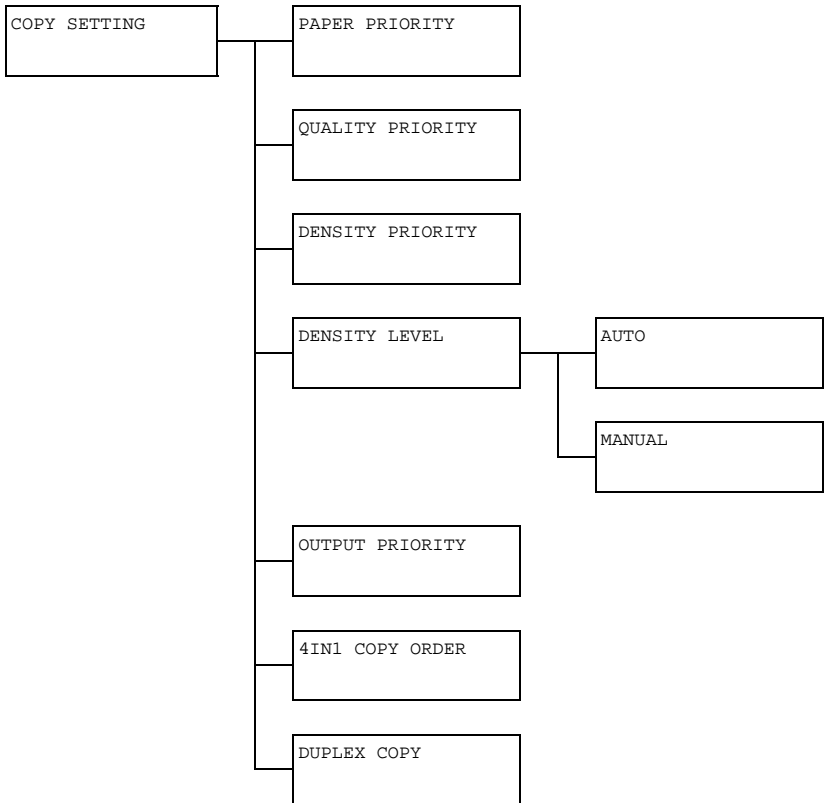 COPY SETTING
PAPER PRIORITY
QUALITY PRIORITY
DENSITY PRIORITY
DENSITY LEVEL
AUTO
MANUAL
OUTPUT PRIORITY
4IN1 COPY ORDER
DUPLEX COPY